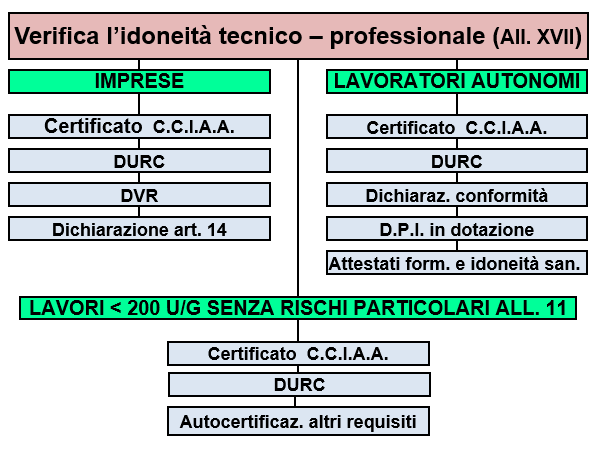 Verifica l'idoneità tecnico – professionale (All. XVII)
IMPRESE
Certificato C.C.I.A.A.
DURC
DVR
Dichiarazione art. 14
LAVORATORI AUTONOMI
Certificato C.C.I.A.A.
DURC
Dichiaraz. conformità
D.P.I. in dotazione
Attestati form. e idoneità san.
LAVORI < 200 U/G SENZA RISCHI PARTICOLARI ALL. 11
Certificato C.C.I.A.A.
DURC
Autocertificaz. altri requisiti